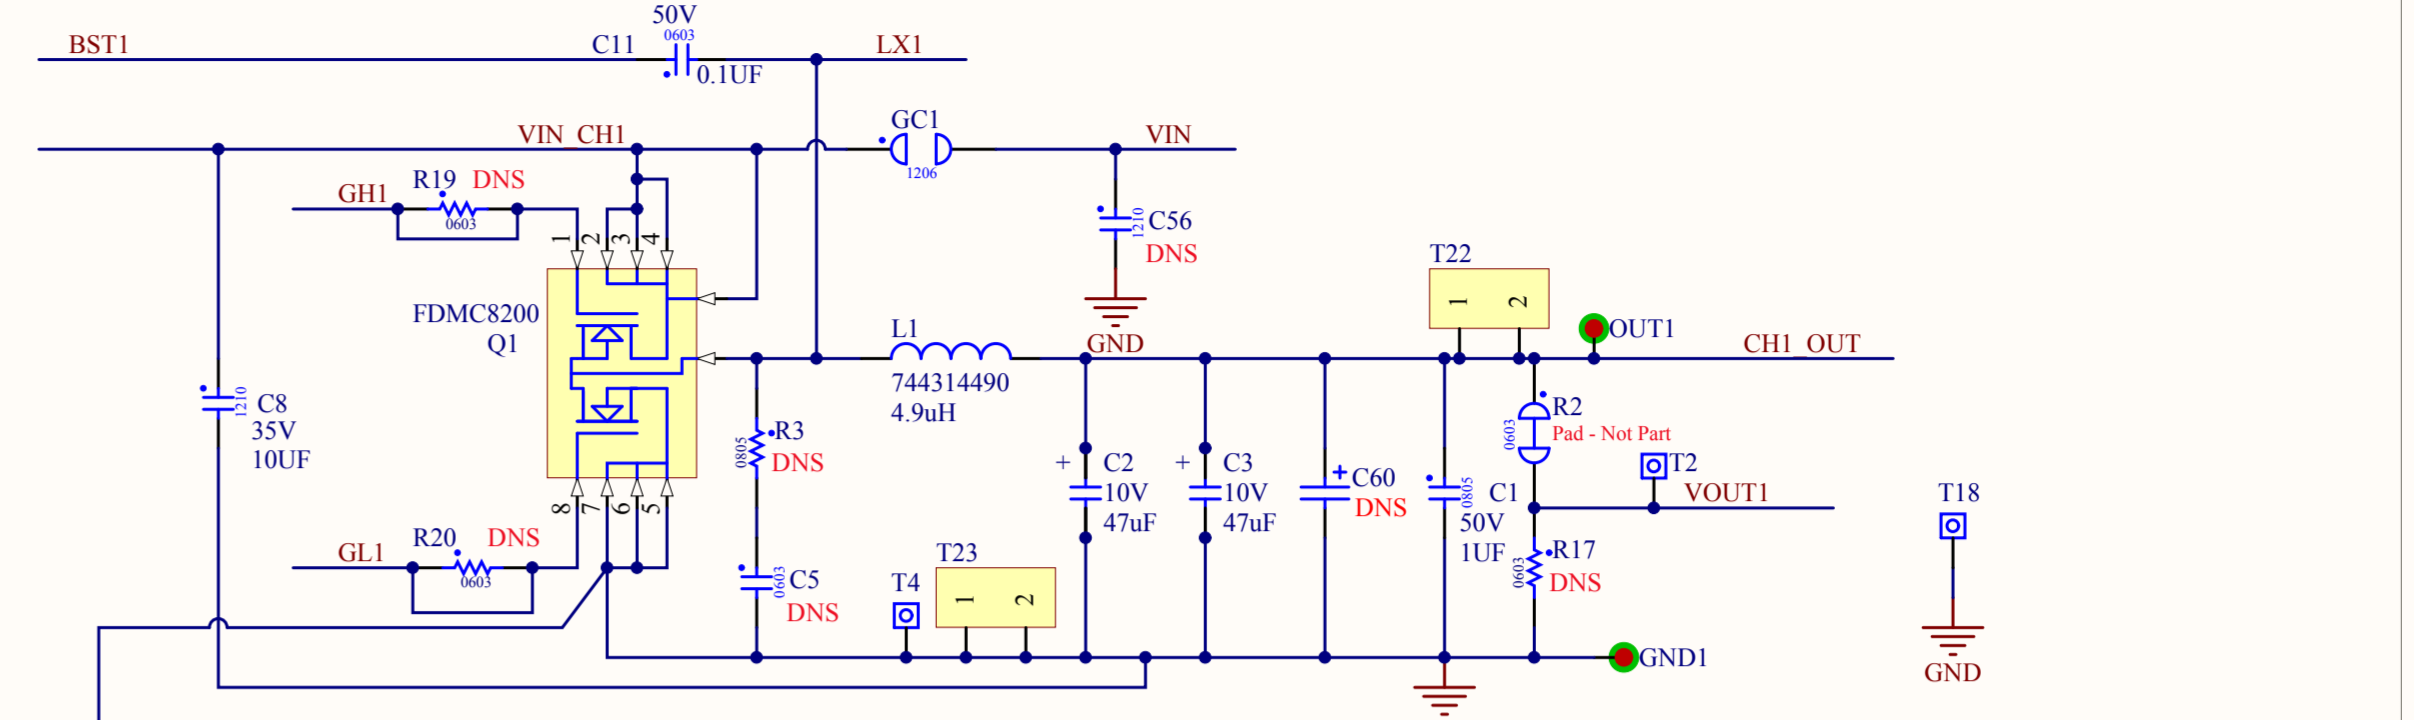 50V
0603
BST1
C11
LX1
0.1UF
GC1
VIN_CH1
VIN
1206
R19 DNS
GH1
0603
1210
C56
DNS
1 2 3 4
T22
1 2
FDMC8200
Q1
L1
GND
OUT1
CH1_OUT
744314490
4.9uH
1210
C8
35V
10UF
0805
R3
DNS
+ C2
10V
47uF
+ C3
10V
47uF
+ C60
DNS
0805
C1
50V
1UF
0603
R2
Pad - Not Part
T2
VOUT1
T18
8 7 6 5
R20 DNS
GL1
0603
0603
C5
DNS
T4
T23
1 2
0603
R17
DNS
GND1
GND